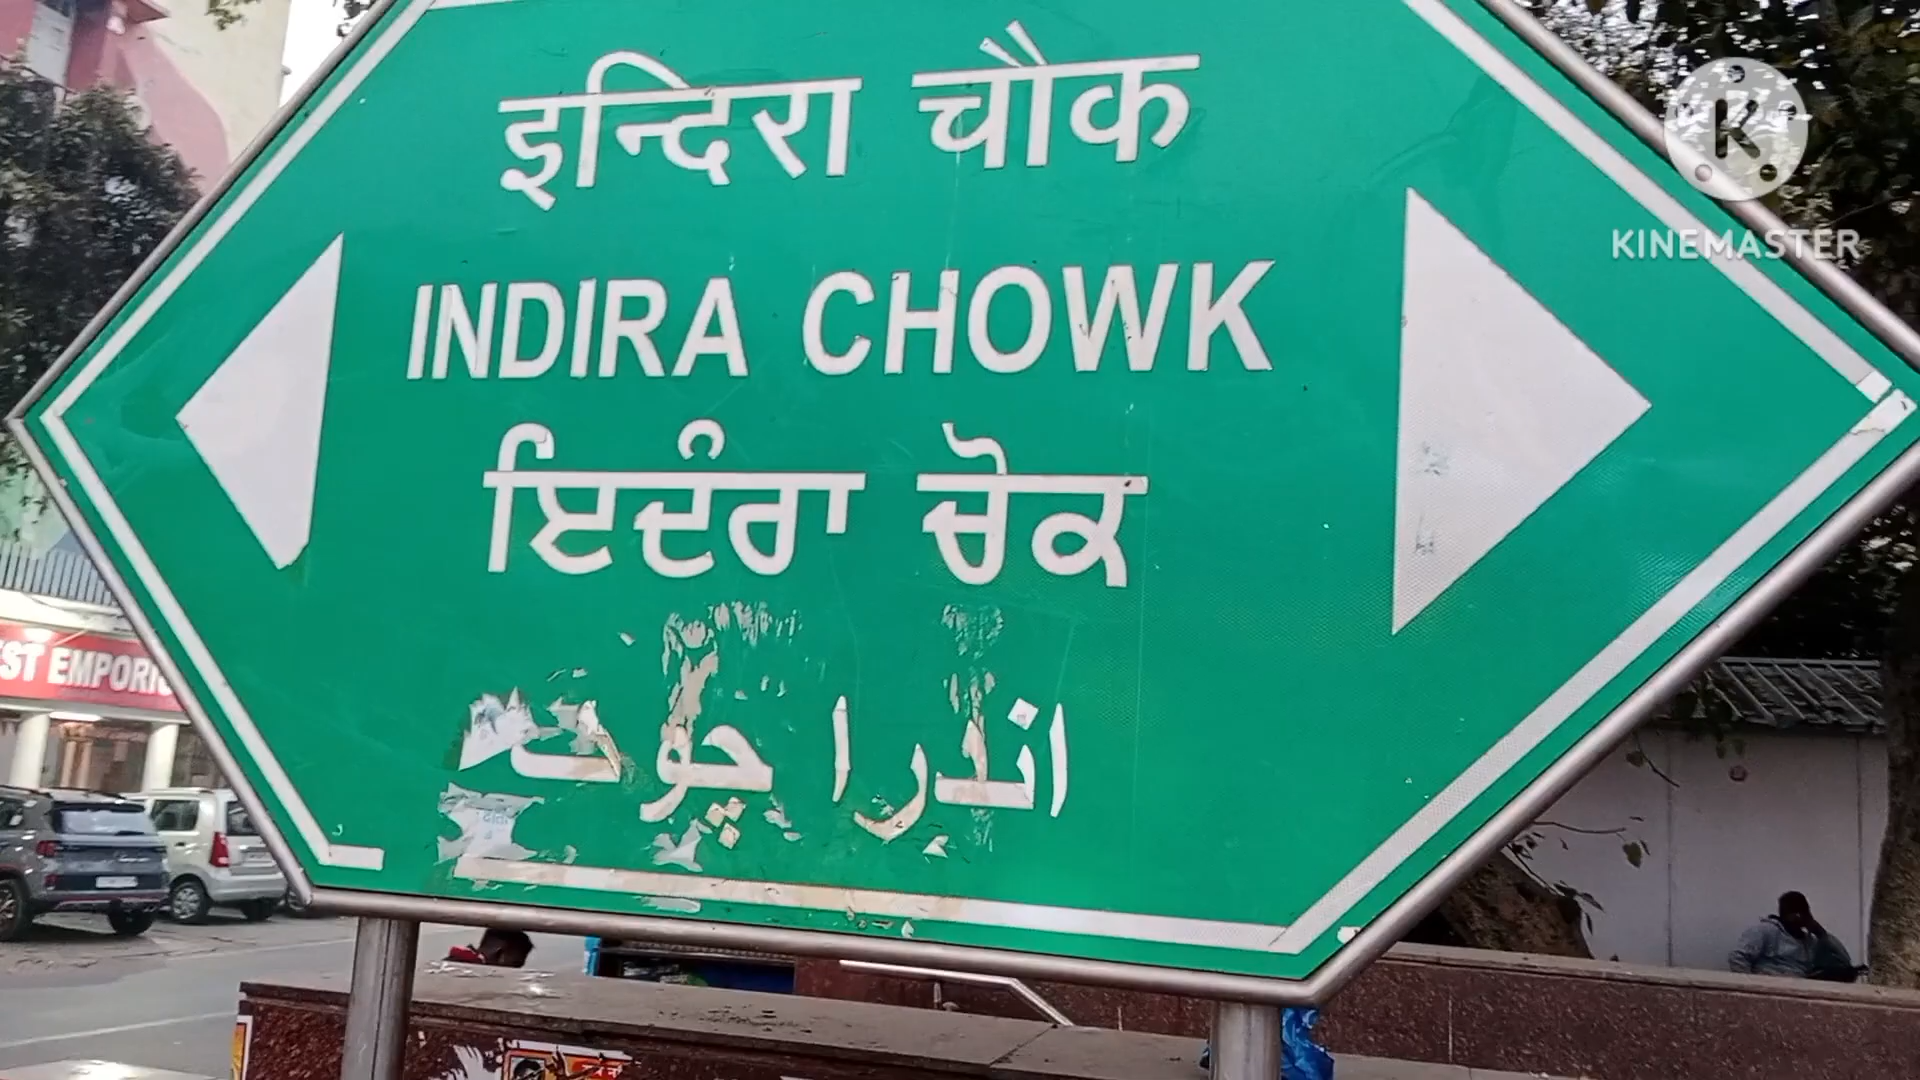 इन्दिरा चौक
INDIRA CHOWK
ਇਦੰਰਾ ਚੋਕ
اندرا چوک
KINEMASTER
ST EMPORI